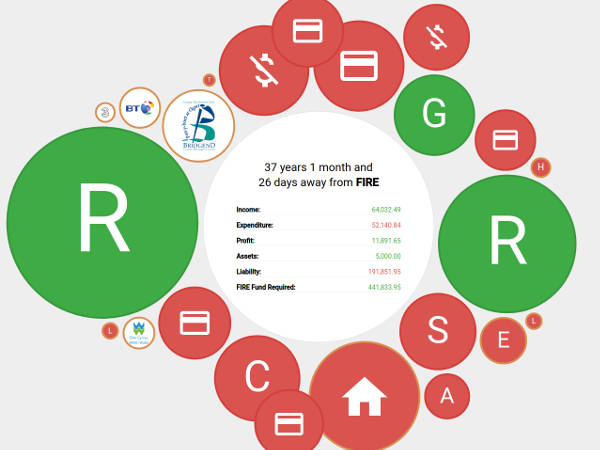 T
3
BT
BRIDGEND
G
H
R
R
37 years 1 month and
26 days away from FIRE
Income: 64,032.49
Expenditure: 52,140.84
Profit: 11,891.65
Assets: 5,000.00
Liability: 191,851.95
FIRE Fund Required: 441,833.95
L
L
S
E
C
A